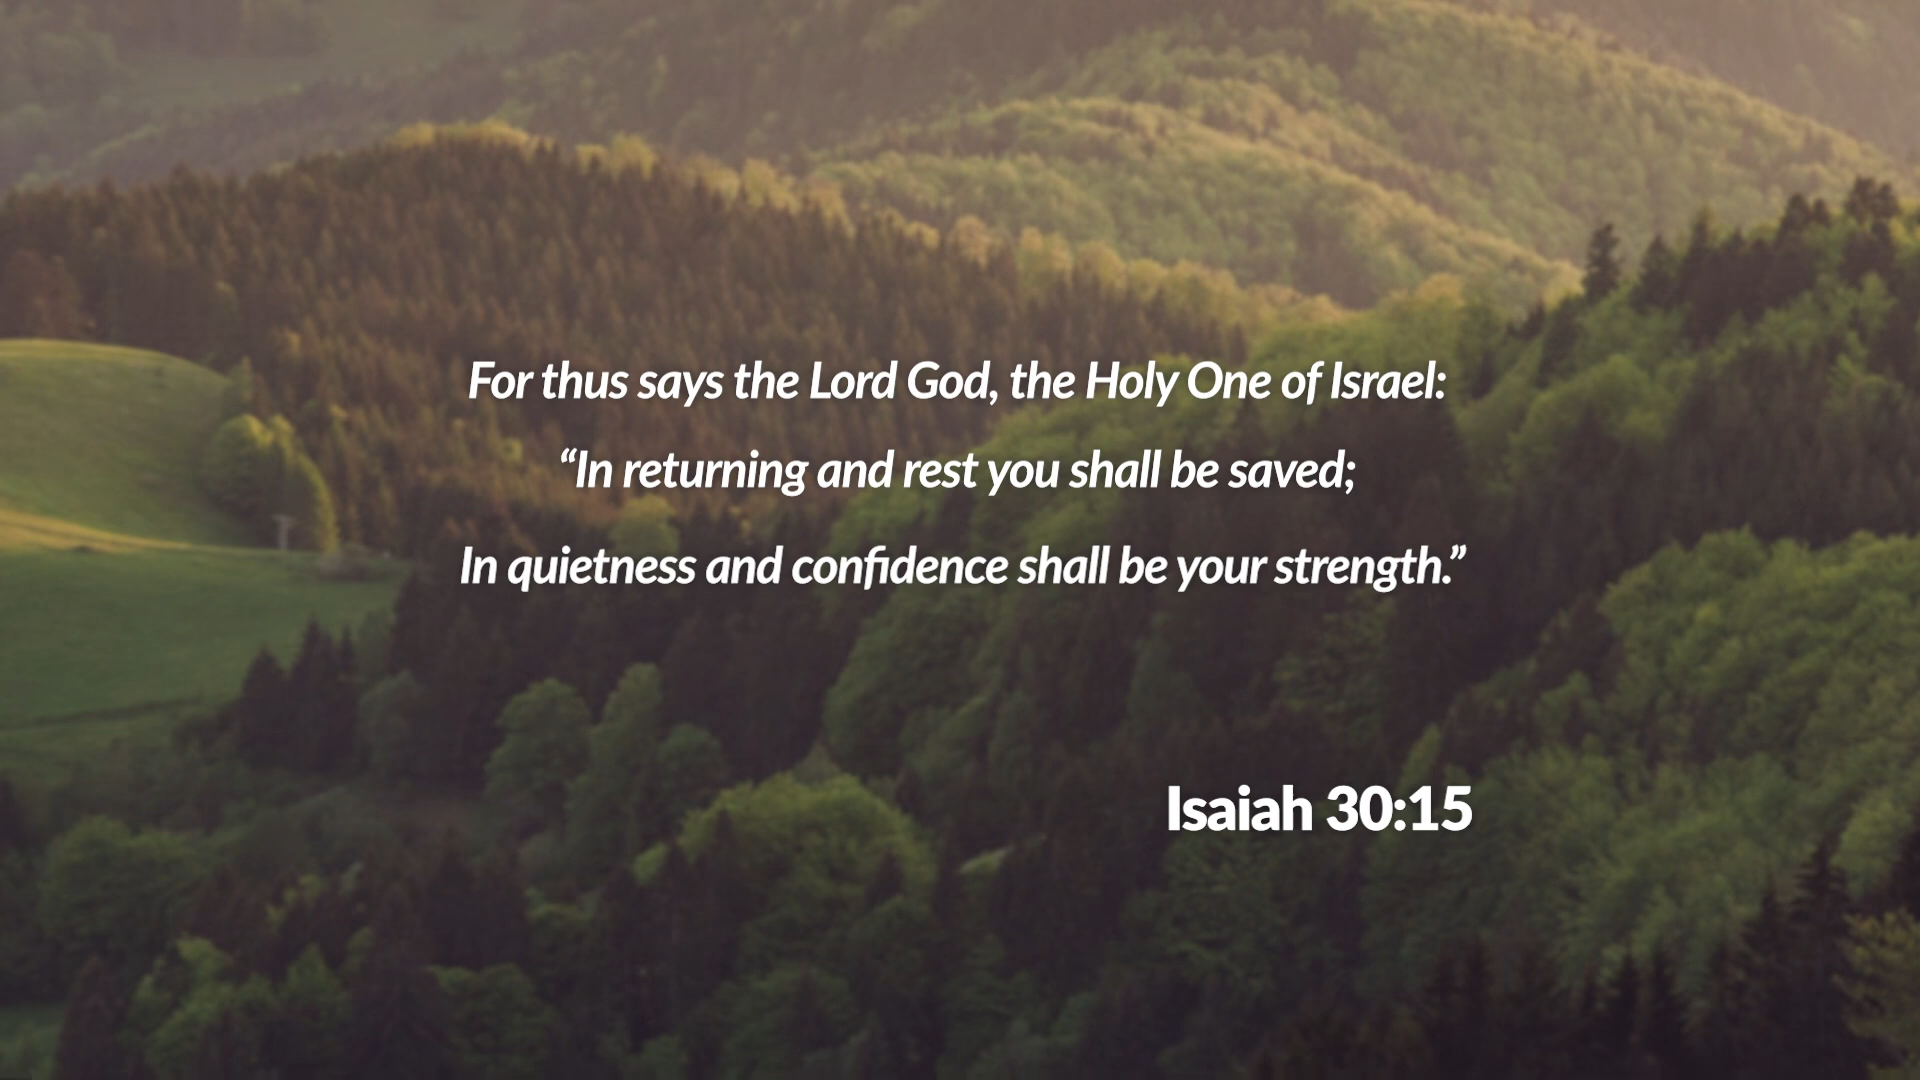 For thus says the Lord God, the Holy One of Israel:
“In returning and rest you shall be saved;
In quietness and confidence shall be your strength.”
Isaiah 30:15